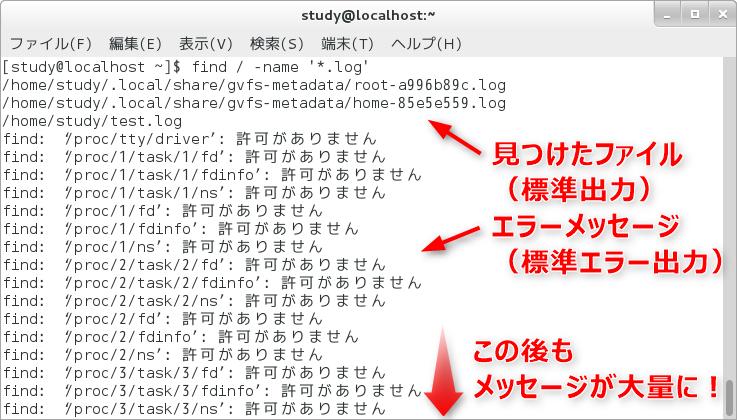 study@localhost:~
ファイル(F) 編集(E) 表示(V) 検索(S) 端末(T) ヘルプ(H)
[study@localhost ~]$ find / -name '*.log'
/home/study/.local/share/gvfs-metadata/root-a996b89c.log
/home/study/.local/share/gvfs-metadata/home-85e5e559.log
/home/study/test.log
find: ‘/proc/tty/driver’: 許可がありません
find: ‘/proc/1/task/1/fd’: 許可がありません
find: ‘/proc/1/task/1/fdinfo’: 許可がありません
find: ‘/proc/1/task/1/ns’: 許可がありません
find: ‘/proc/1/fd’: 許可がありません
find: ‘/proc/1/fdinfo’: 許可がありません
find: ‘/proc/1/ns’: 許可がありません
find: ‘/proc/2/task/2/fd’: 許可がありません
find: ‘/proc/2/task/2/fdinfo’: 許可がありません
find: ‘/proc/2/task/2/ns’: 許可がありません
find: ‘/proc/2/fd’: 許可がありません
find: ‘/proc/2/fdinfo’: 許可がありません
find: ‘/proc/2/ns’: 許可がありません
find: ‘/proc/3/task/3/fd’: 許可がありません
find: ‘/proc/3/task/3/fdinfo’: 許可がありません
find: ‘/proc/3/task/3/ns’: 許可がありません
見つけたファイル
（標準出力）
エラーメッセージ
（標準エラー出力）
この後も
メッセージが大量に！